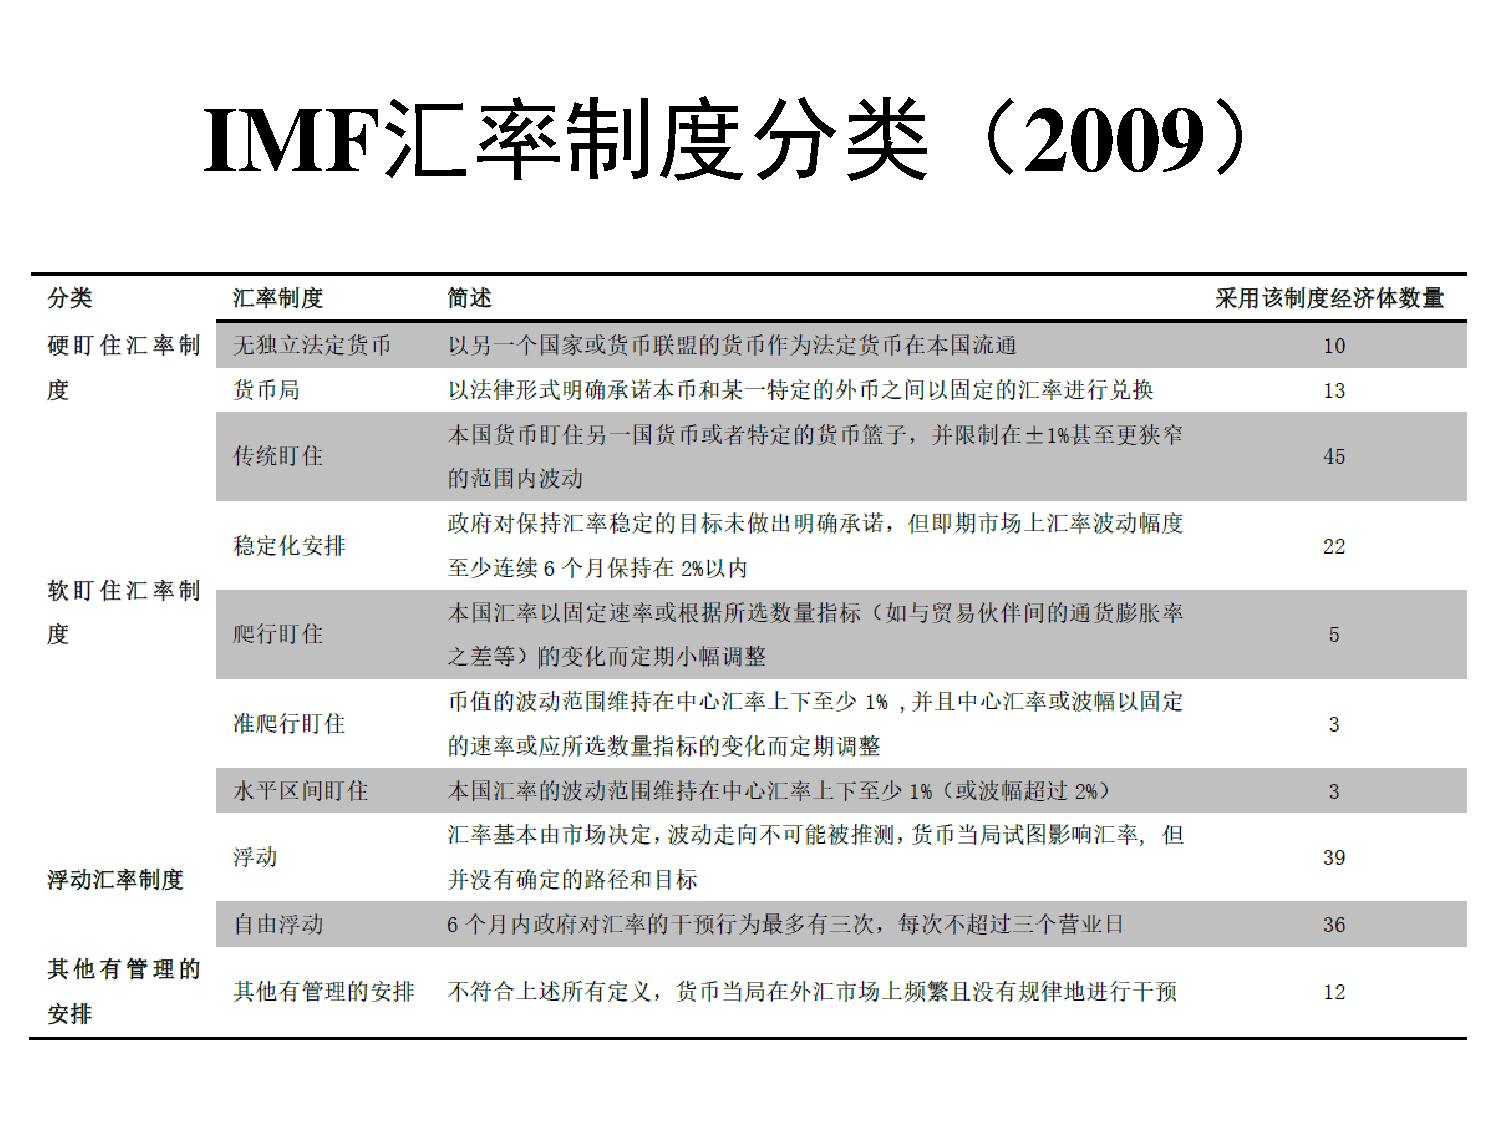 IMF汇率制度分类（2009）
分类 汇率制度 简述 采用该制度经济体数量
硬盯住汇率制 无独立法定货币 以另一个国家或货币联盟的货币作为法定货币在本国流通 10
度 货币局 以法律形式明确承诺本币和某一特定的外币之间以固定的汇率进行兑换 13
传统盯住 本国货币盯住另一国货币或者特定的货币篮子，并限制在±1%甚至更狭窄 45
的范围内波动
稳定化安排 政府对保持汇率稳定的目标未做出明确承诺，但即期市场上汇率波动幅度 22
至少连续 6 个月保持在 2%以内
软盯住汇率制
度
爬行盯住 本国汇率以固定速率或根据所选数量指标（如与贸易伙伴间的通货膨胀率 5
之差等）的变化而定期小幅调整
准爬行盯住 币值的波动范围维持在中心汇率上下至少 1% ,并且中心汇率或波幅以固定 3
的速率或应所选数量指标的变化而定期调整
水平区间盯住 本国汇率的波动范围维持在中心汇率上下至少 1%（或波幅超过 2%） 3
浮动汇率制度
浮动 汇率基本由市场决定，波动走向不可能被推测，货币当局试图影响汇率，但 39
并没有确定的路径和目标
自由浮动 6 个月内政府对汇率的干预行为最多有三次，每次不超过三个营业日 36
其他有管理的
安排
其他有管理的安排 不符合上述所有定义，货币当局在外汇市场上频繁且没有规律地进行干预 12